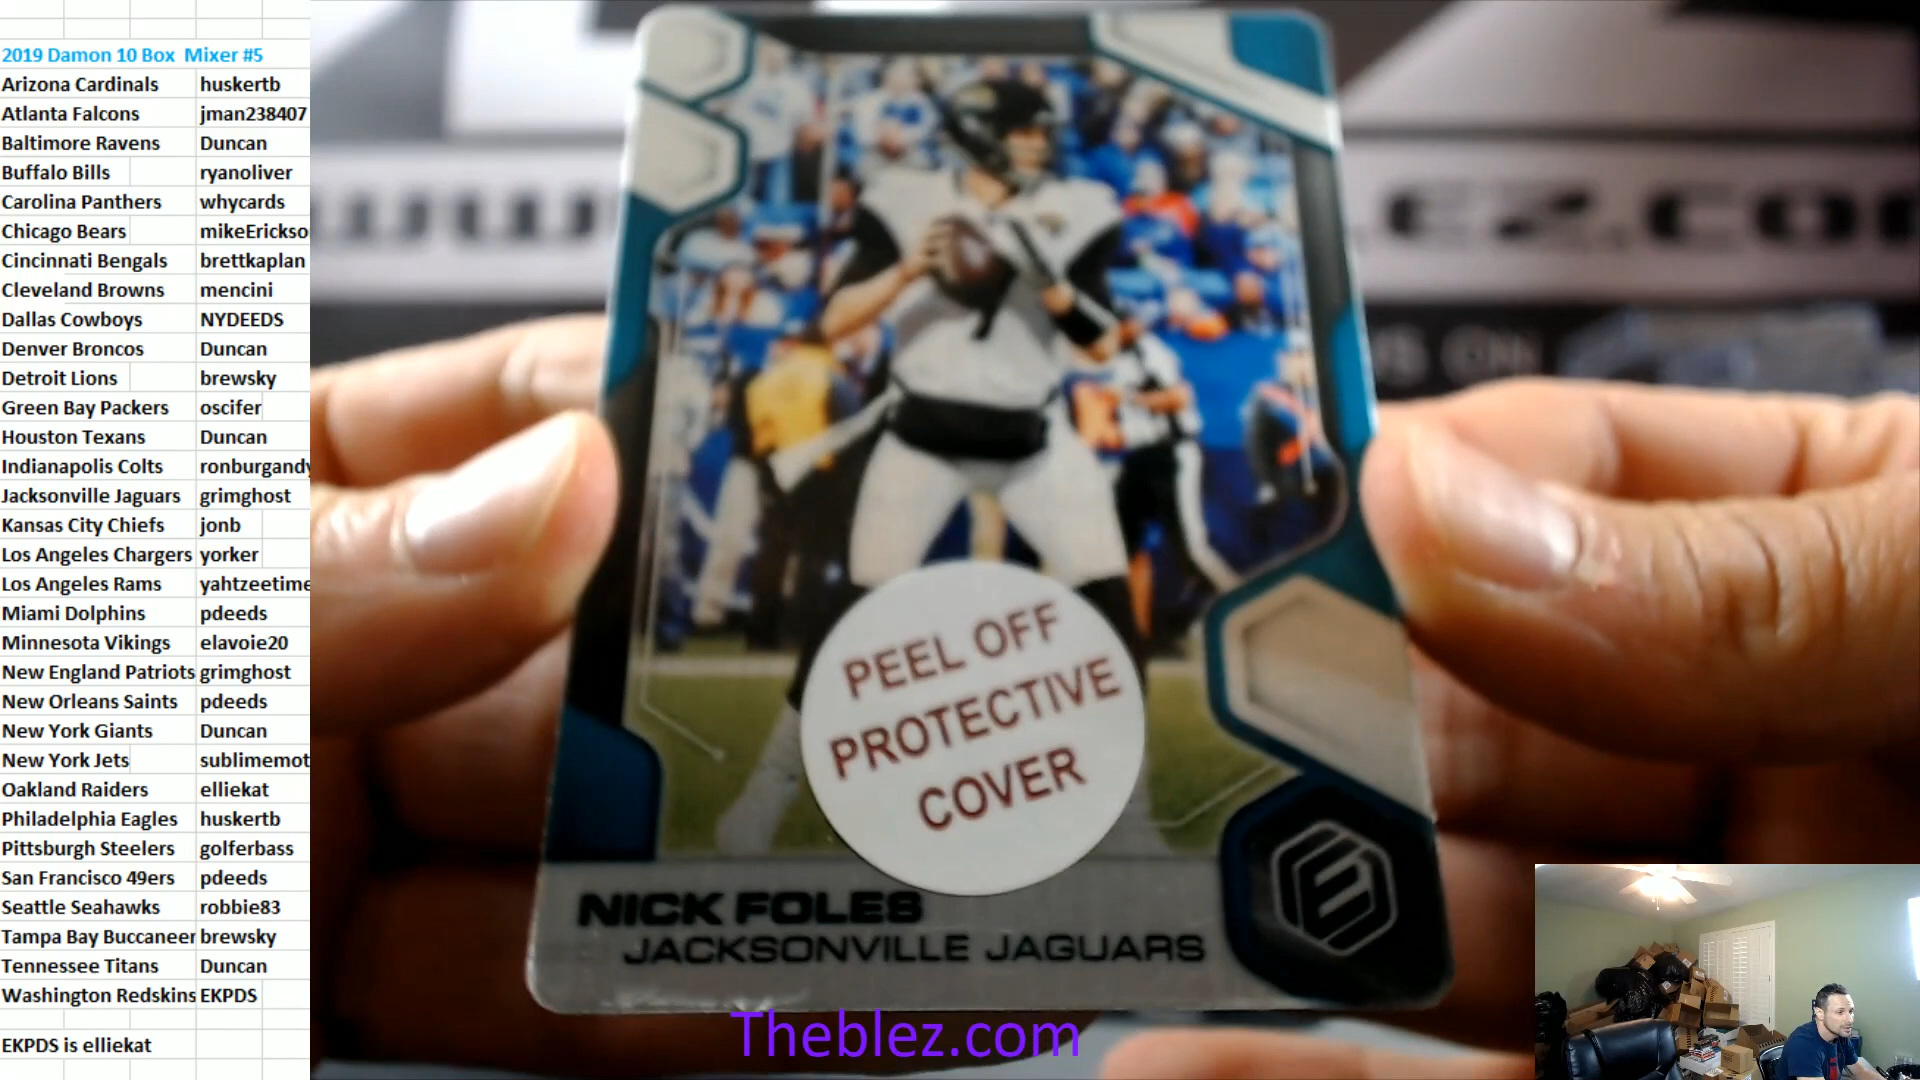 2019 Damon 10 Box Mixer #5
Arizona Cardinals huskertb
Atlanta Falcons jman238407
Baltimore Ravens Duncan
Buffalo Bills ryanoliver
Carolina Panthers whycards
Chicago Bears mikeErickso
Cincinnati Bengals brettkaplan
Cleveland Browns mencini
Dallas Cowboys NYDEEDS
Denver Broncos Duncan
Detroit Lions brewsky
Green Bay Packers oscifer
Houston Texans Duncan
Indianapolis Colts ronburgandy
Jacksonville Jaguars grimghost
Kansas City Chiefs jonb
Los Angeles Chargers yorker
Los Angeles Rams yahtzeetime
Miami Dolphins pdeeds
Minnesota Vikings elavoie20
New England Patriots grimghost
New Orleans Saints pdeeds
New York Giants Duncan
New York Jets sublimemot
Oakland Raiders elliekat
Philadelphia Eagles huskertb
Pittsburgh Steelers golferbass
San Francisco 49ers pdeeds
Seattle Seahawks robbie83
Tampa Bay Buccaneer brewsky
Tennessee Titans Duncan
Washington Redskins EKPDS
EKPDS is elliekat
7
PEEL OFF
PROTECTIVE
COVER
NICK FOLES
JACKSONVILLE JAGUARS
E
Theblez.com